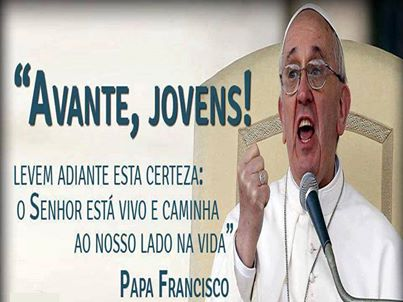 “AVANTE, JOVENS!
LEVEM ADIANTE ESTA CERTEZA:
O SENHOR ESTÁ VIVO E CAMINHA
AO NOSSO LADO NA VIDA”
PAPA FRANCISCO